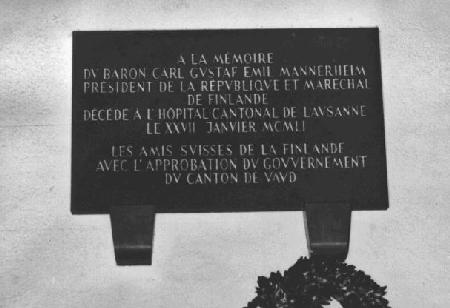 A LA MÉMOIRE
DV BARON CARL GVSTAF EMIL MANNERHEIM
PRÉSIDENT DE LA RÉPVBLIQVE ET MARÉCHAL
DE FINLANDE
DÉCÉDÉ À L'HÔPITAL CANTONAL DE LAVSANNE
LE XXVII JANVIER MCMLI
LES AMIS SVISSES DE LA FINLANDE
AVEC L'APPROBATION DV GOVVERNEMENT
DV CANTON DE VAVD